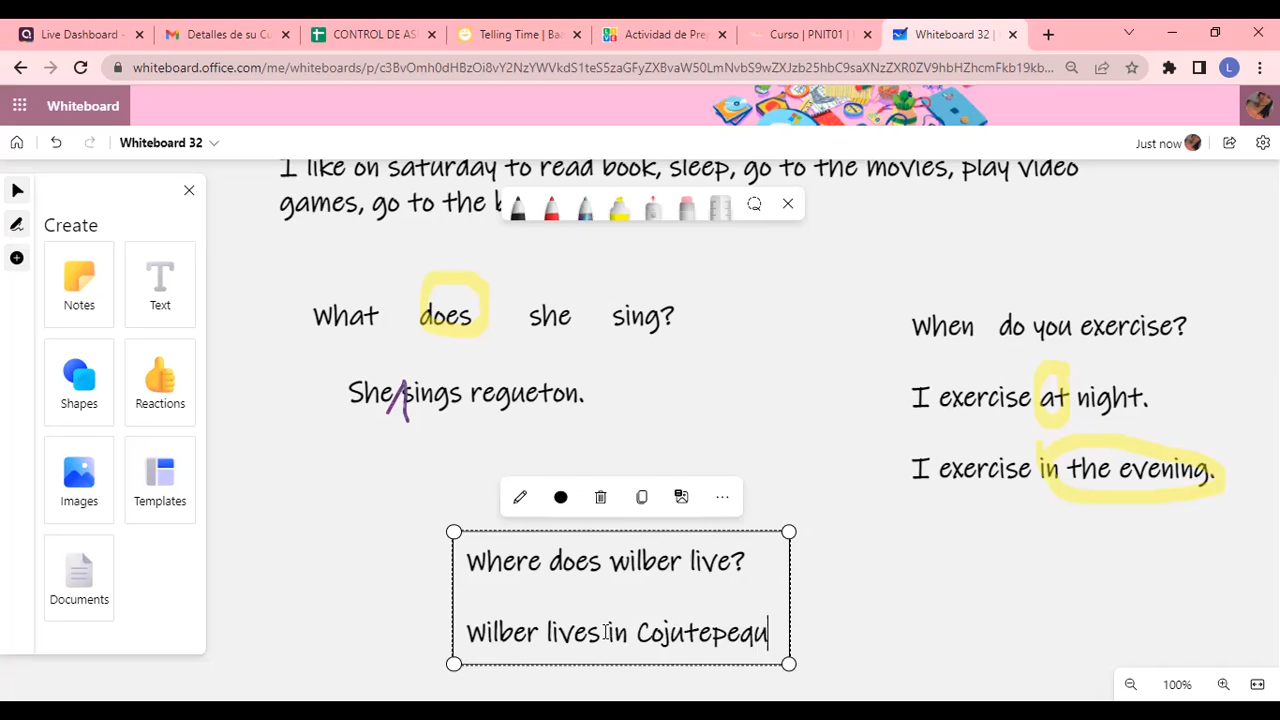 Live Dashboard -
Detalles de su C
CONTROL DE AS
Telling Time | Ba
Actividad de Pre
Curso | PNIT01 |
Whiteboard 32 |
whiteboard.office.com/me/whiteboards/p/c3BvOmh0dHBzOi8vY2NzYWVkdS1teS5zaGFyZXBvaW50LmNvbS9wZXJzb25hbC9saXNzZXR0ZV9hbHZhcmFkb19kb...
L
Whiteboard
Whiteboard 32
Just now
Create
Notes
Text
Shapes
Reactions
Images
Templates
Documents
I like on saturday to read book, sleep, go to the movies, play video
games, go to the
What does she sing?
She sings regueton.
When do you exercise?
I exercise at night.
I exercise in the evening.
Where does wilber live?
Wilber lives in Cojutepequ
100%